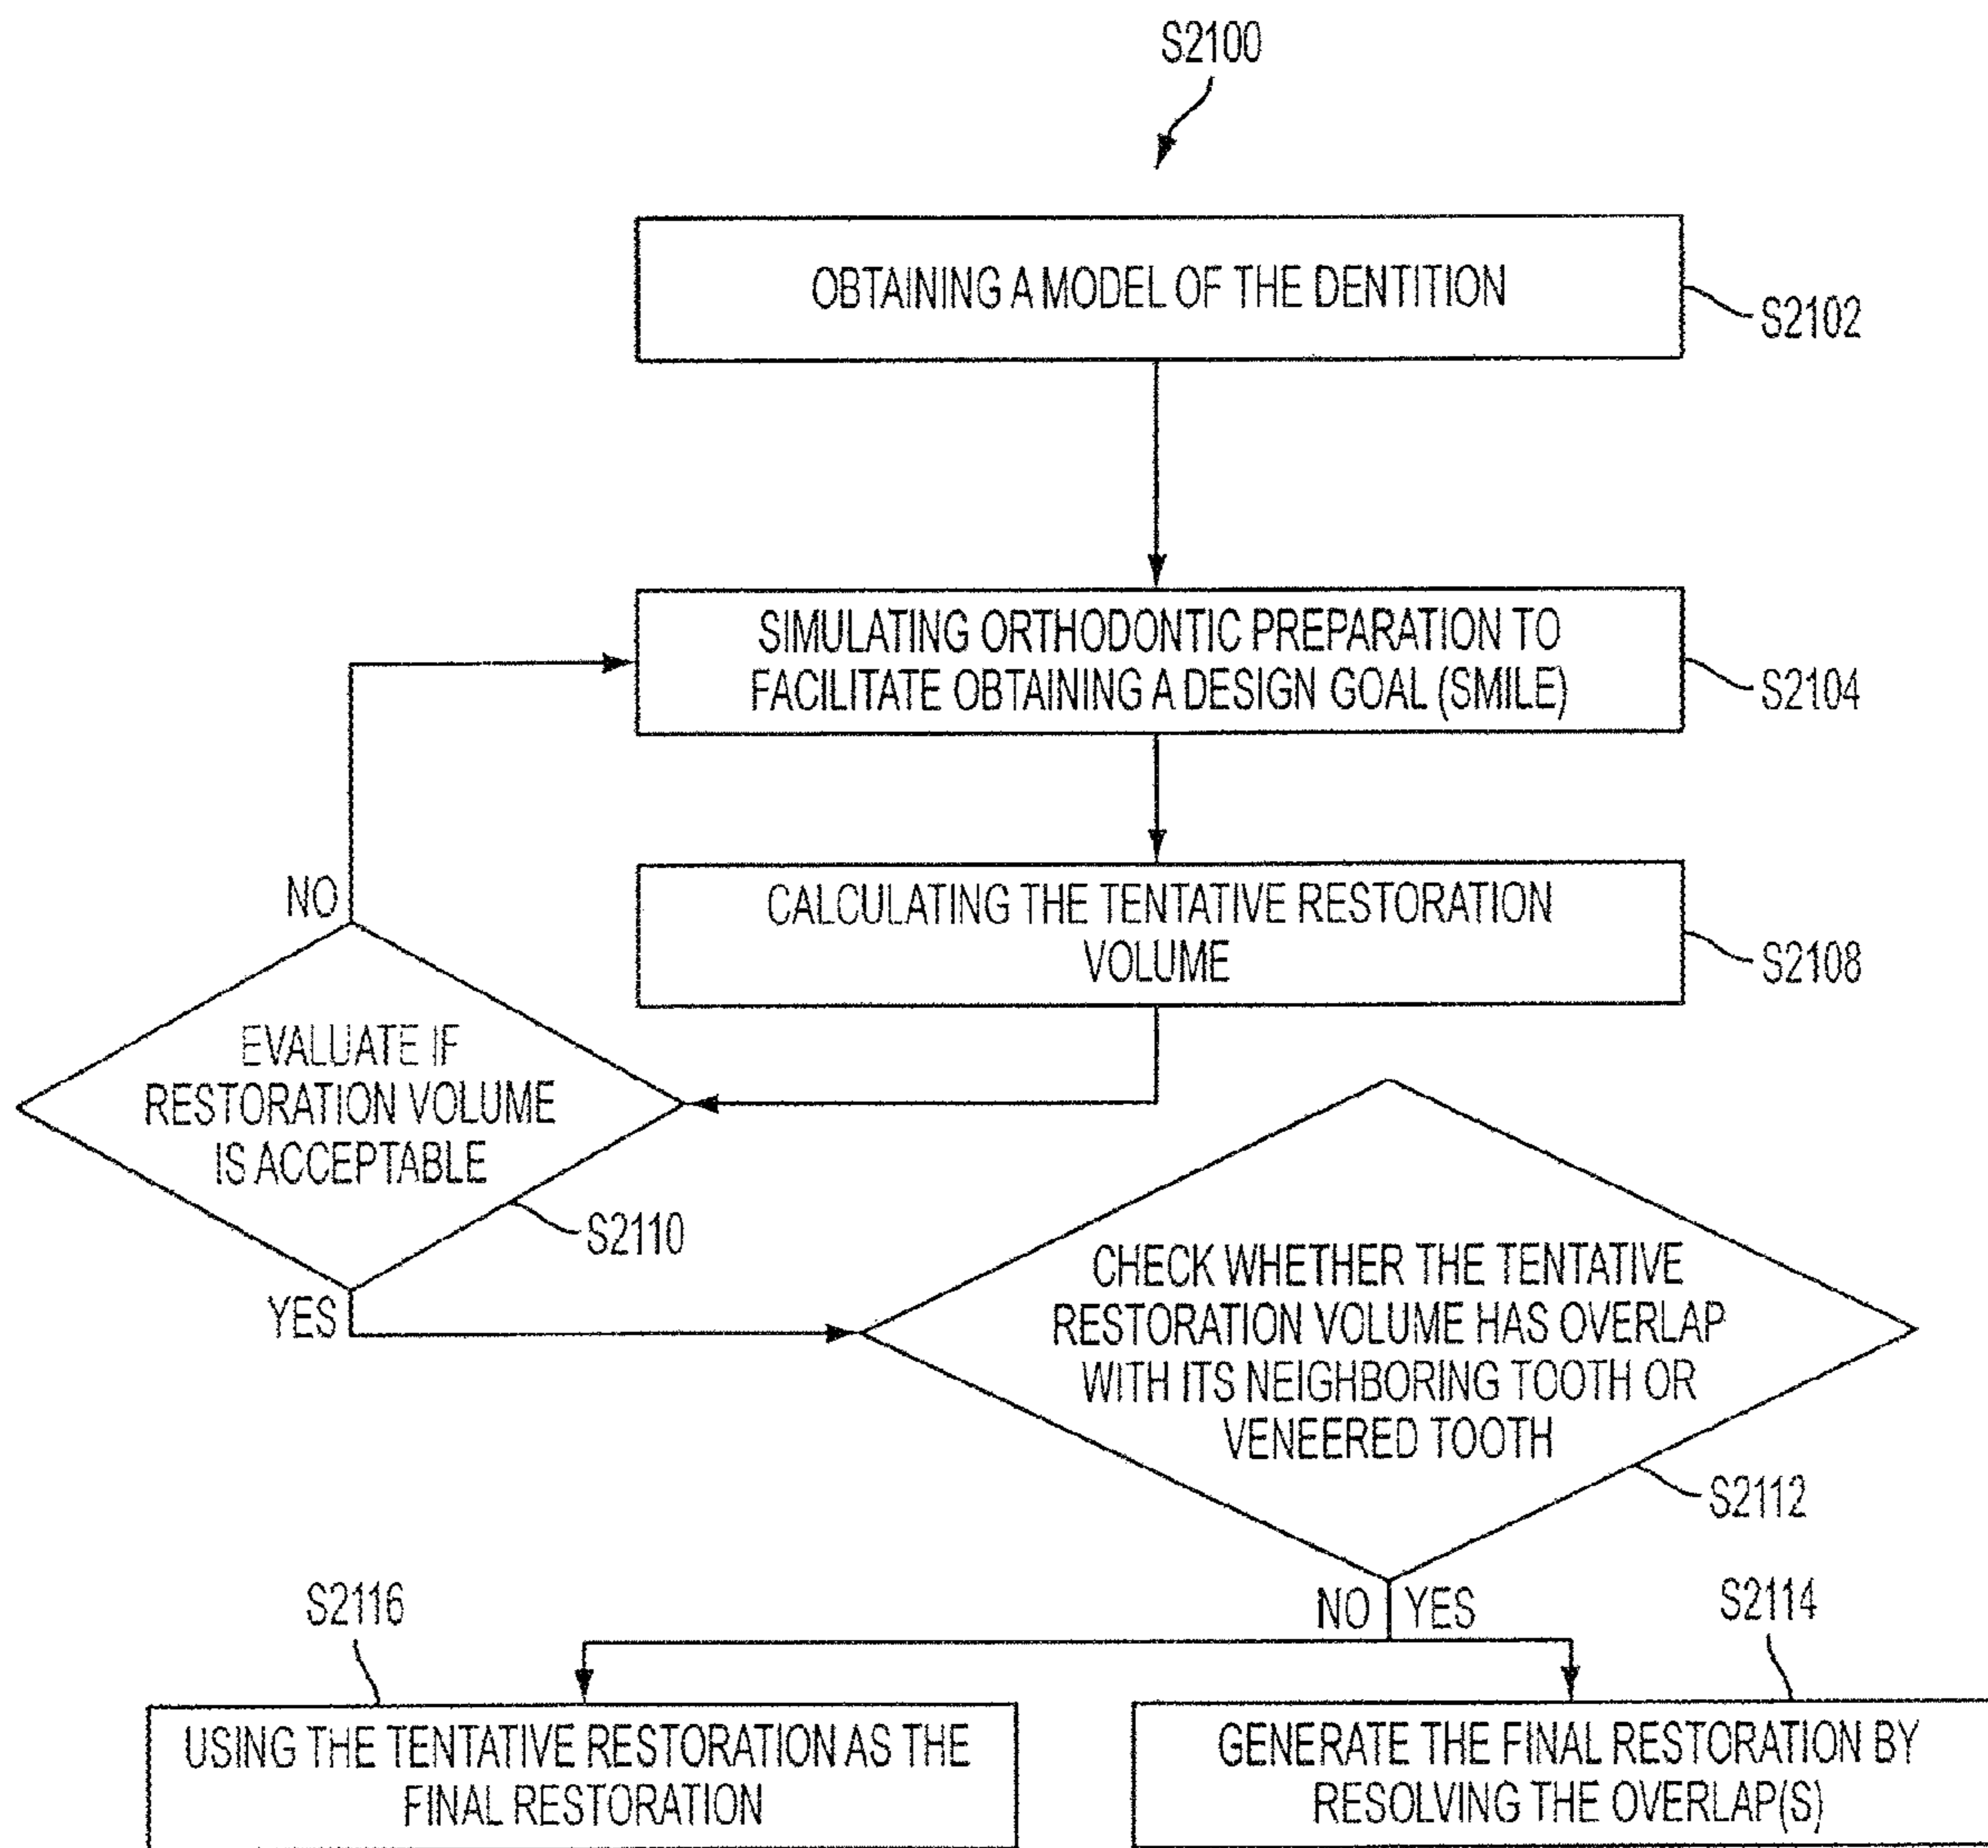 S2100
OBTAINING A MODEL OF THE DENTITION
S2102
SIMULATING ORTHODONTIC PREPARATION TO
FACILITATE OBTAINING A DESIGN GOAL (SMILE)
S2104
CALCULATING THE TENTATIVE RESTORATION
VOLUME
S2108
NO
EVALUATE IF
RESTORATION VOLUME
IS ACCEPTABLE
S2110
YES
CHECK WHETHER THE TENTATIVE
RESTORATION VOLUME HAS OVERLAP
WITH ITS NEIGHBORING TOOTH OR
VENEERED TOOTH
S2112
NO
YES
S2116
USING THE TENTATIVE RESTORATION AS THE
FINAL RESTORATION
S2114
GENERATE THE FINAL RESTORATION BY
RESOLVING THE OVERLAP(S)